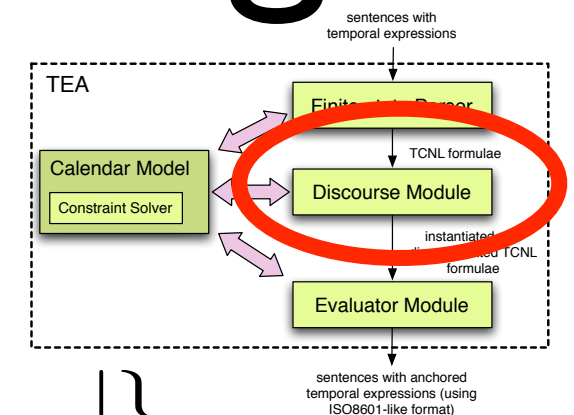 sentences with
temporal expressions
TEA
TCNL formulae
Calendar Model
Constraint Solver
Discourse Module
instantiated
TCNL
formulae
Evaluator Module
sentences with anchored
temporal expressions (using
ISO8601-like format)